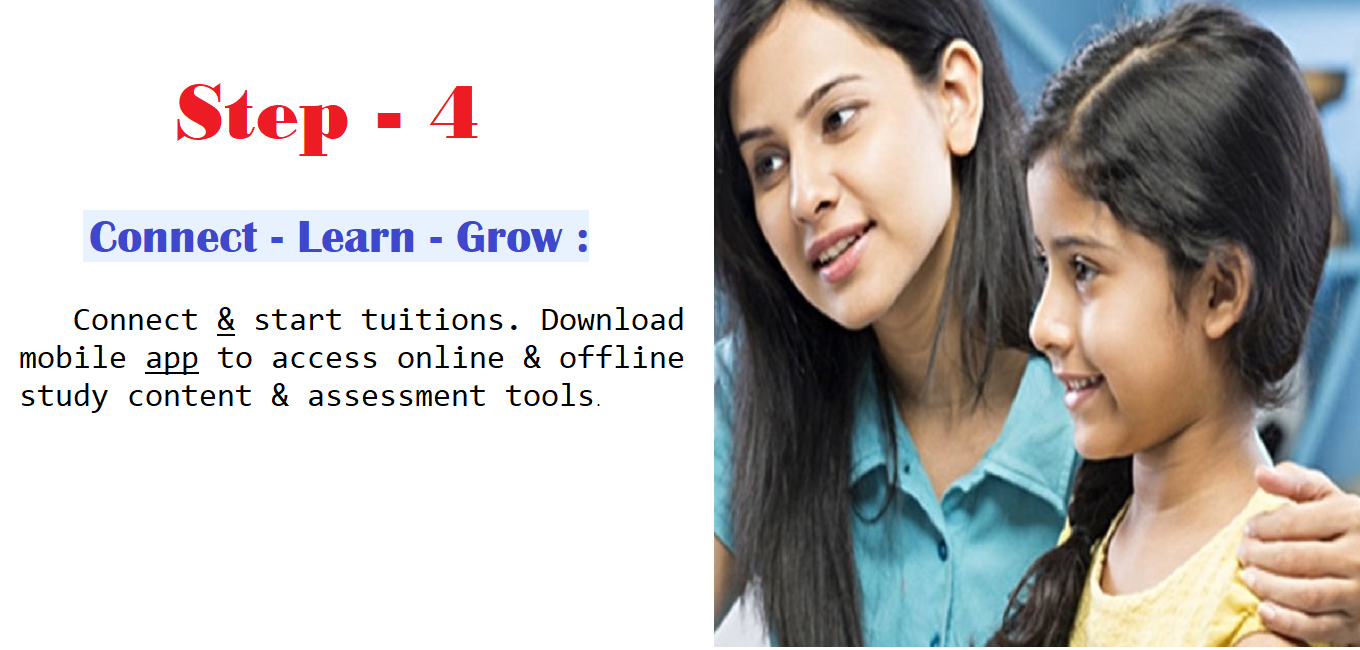 Step - 4
Connect - Learn - Grow :
Connect & start tuitions. Download
mobile app to access online & offline
study content & assessment tools.